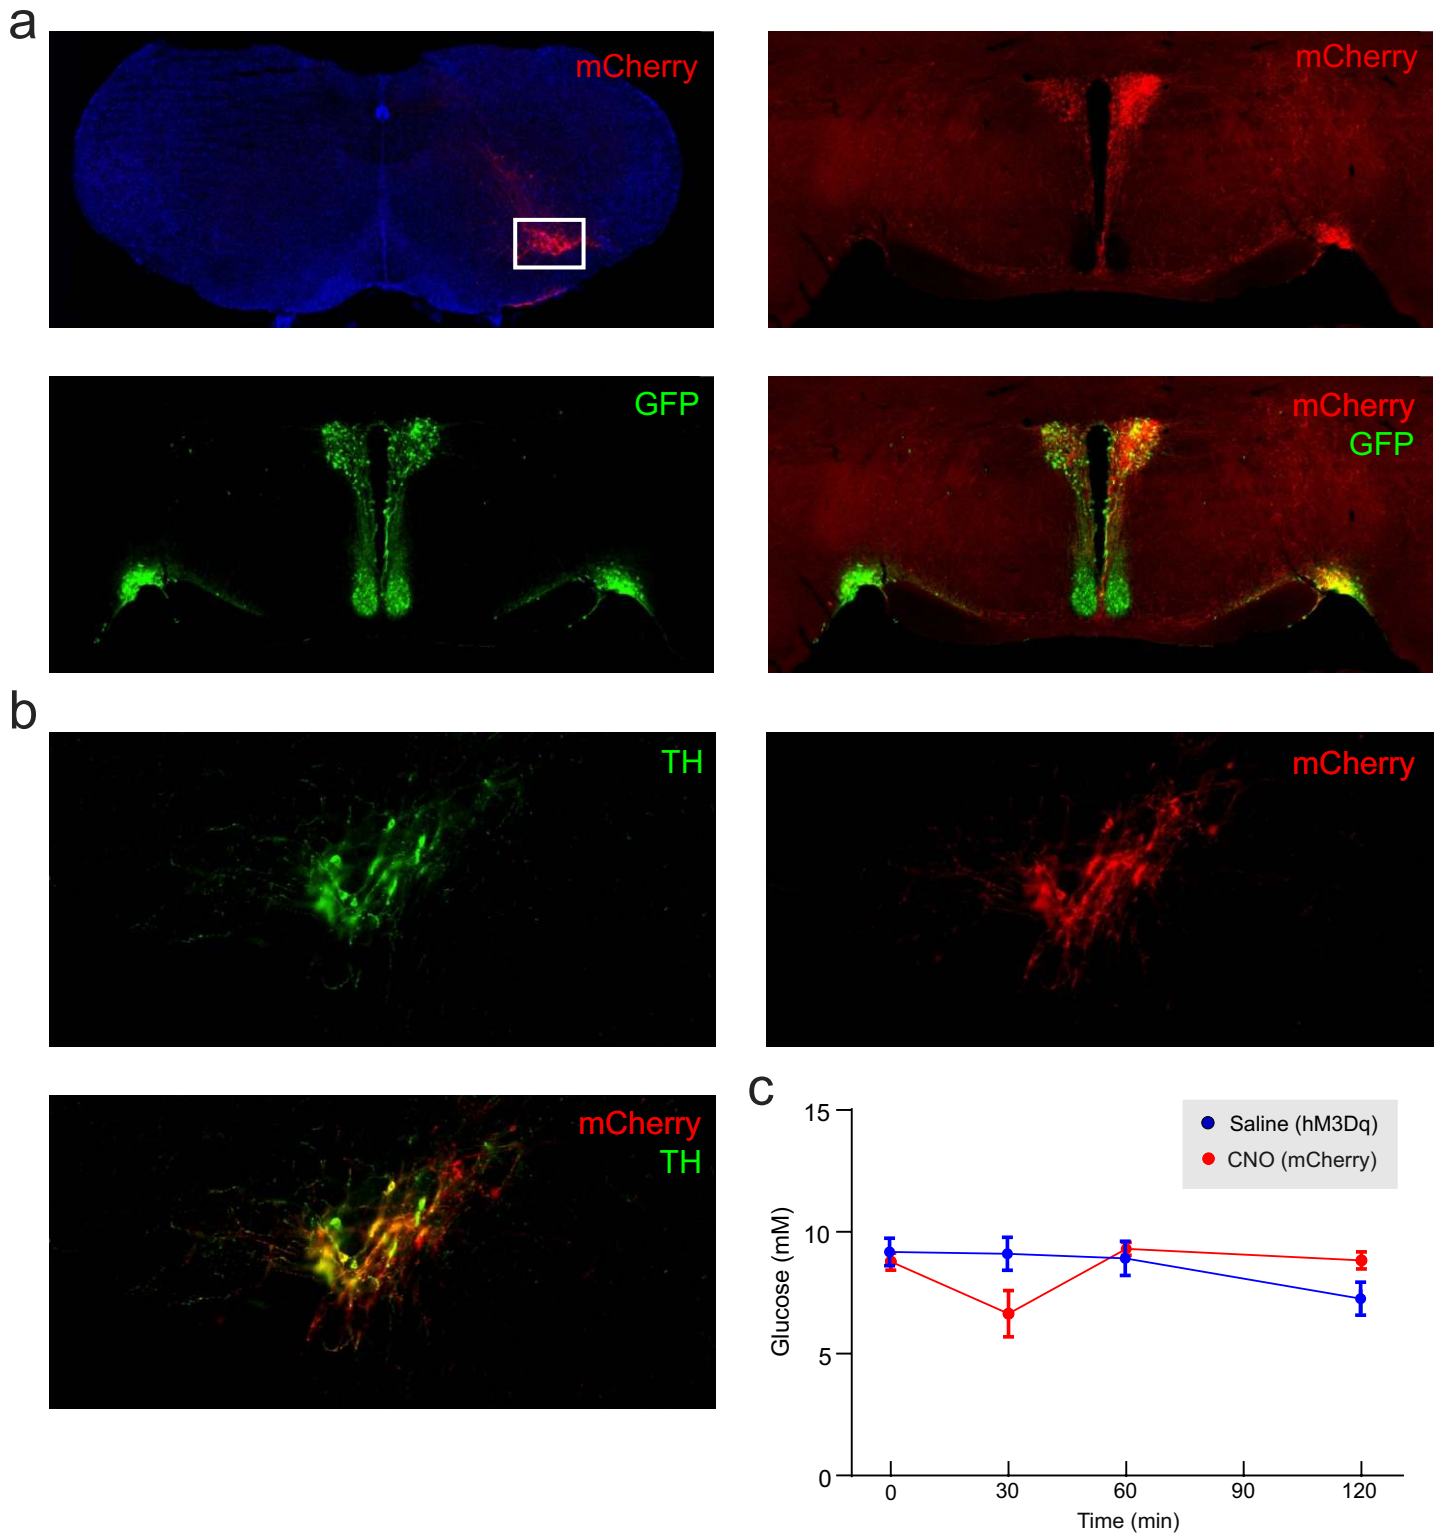 a
mCherry
mCherry
GFP
mCherry
GFP
b
TH
mCherry
mCherry
TH
c
15
10
5
0
Glucose (mM)
Saline (hM3Dq)
CNO (mCherry)
0 30 60 90 120
Time (min)